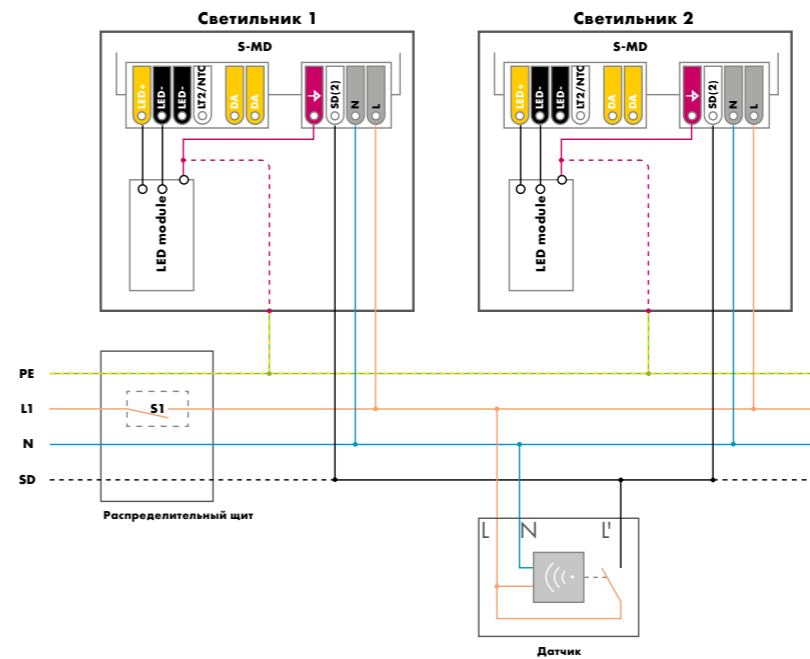 Светильник 1
Светильник 2
S-MD
S-MD
LED+
LED-
LED-
LT2/NTC
DA
DA
SD(2)
N
L
LED+
LED-
LED-
LT2/NTC
DA
DA
SD(2)
N
L
LED module
LED module
PE
L1
S1
N
SD
Распределительный щит
L
N
L'
Датчик